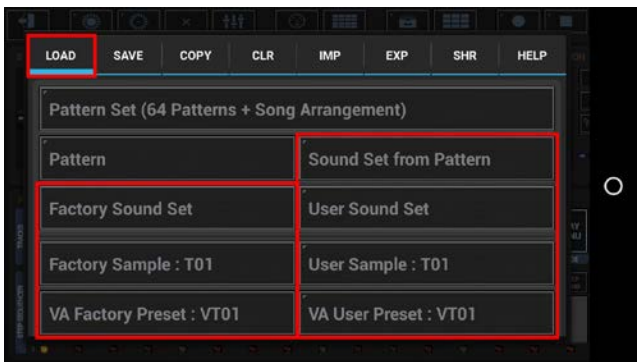 LOAD SAVE COPY CLR IMP EXP SHR HELP
Pattern Set (64 Patterns + Song Arrangement)
Pattern Sound Set from Pattern
Factory Sound Set User Sound Set
Factory Sample : T01 User Sample : T01
VA Factory Preset : VT01 VA User Preset : VT01